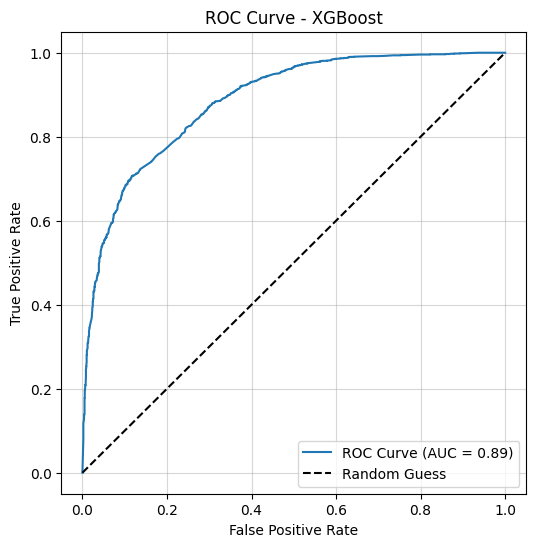 ROC Curve - XGBoost
True Positive Rate
1.0
0.8
0.6
0.4
0.2
0.0
ROC Curve (AUC = 0.89)
Random Guess
0.0 0.2 0.4 0.6 0.8 1.0
False Positive Rate